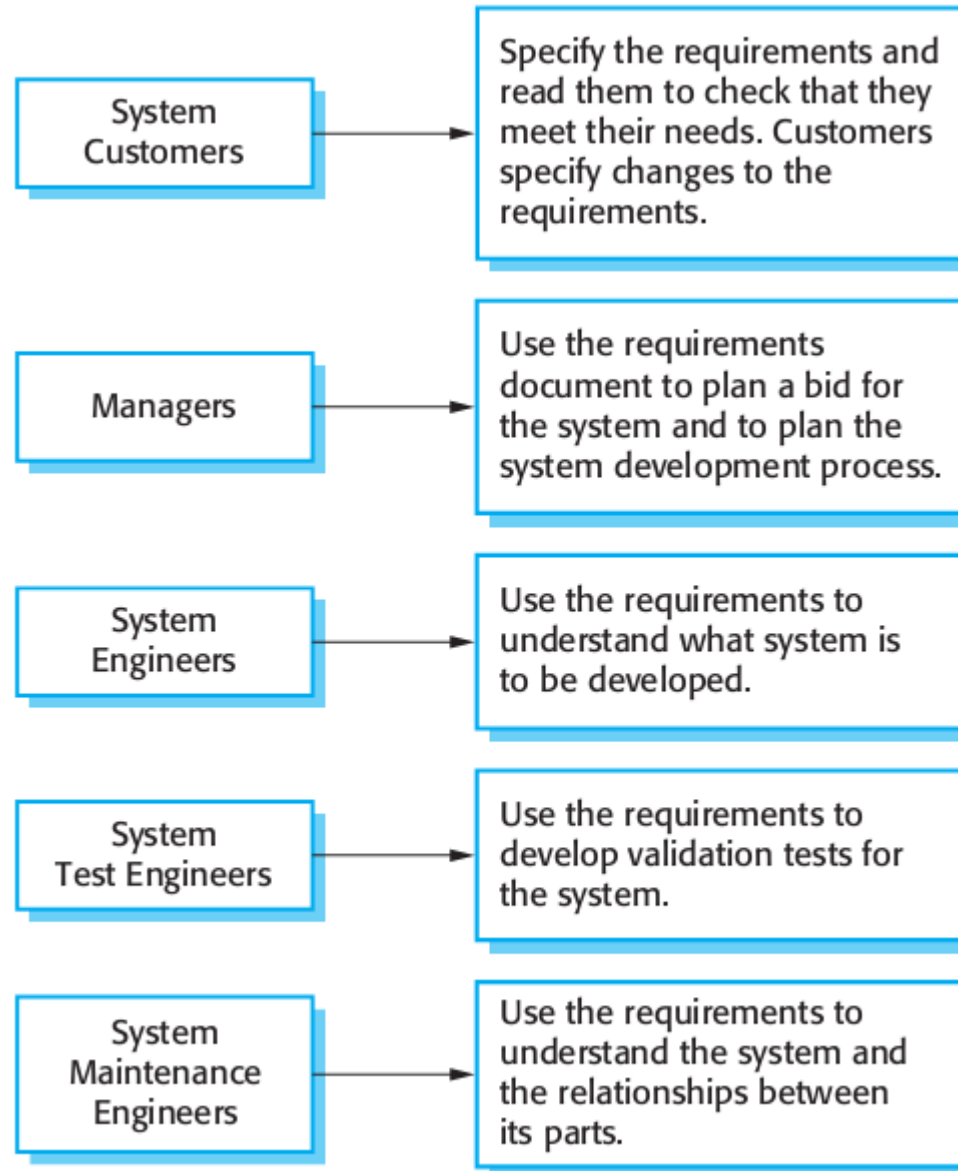 System
Customers
Specify the requirements and
read them to check that they
meet their needs. Customers
specify changes to the
requirements.
Managers
Use the requirements
document to plan a bid for
the system and to plan the
system development process.
System
Engineers
Use the requirements to
understand what system is
to be developed.
System
Test Engineers
Use the requirements to
develop validation tests for
the system.
System
Maintenance
Engineers
Use the requirements to
understand the system and
the relationships between
its parts.